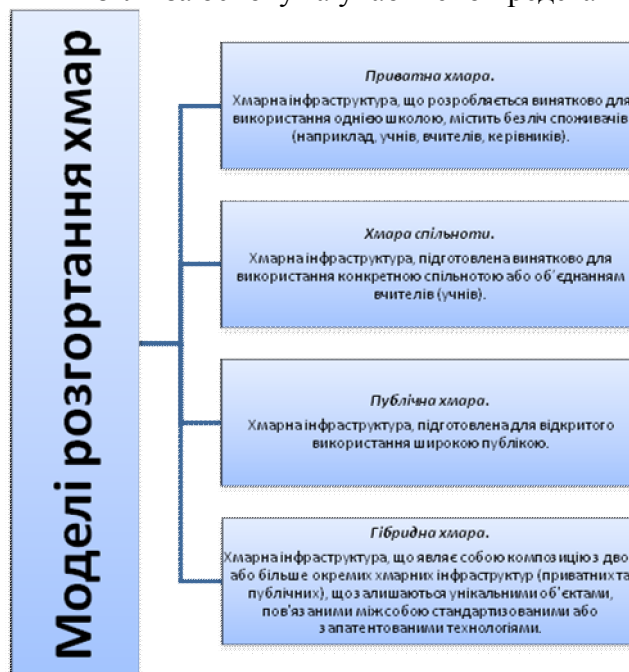 Моделі розгортання хмар
Приватна хмара.
Хмарна інфраструктура, що розробляється винятково для
використання однією школою, містить безліч споживачів
(наприклад, учнів, вчителів, керівників).
Хмара спільноти.
Хмарна інфраструктура, підготовлена винятково для
використання конкретною спільнотою або об'єднанням
вчителів (учнів).
Публічна хмара.
Хмарна інфраструктура, підготовлена для відкритого
використання широкою публікою.
Гібридна хмара.
Хмарна інфраструктура, що являє собою композицію з дво
або більше окремих хмарних інфраструктур (приватних та
публічних), що залишаються унікальними об'єктами,
пов'язаними між собою стандартизованими або
запатентованими технологіями.